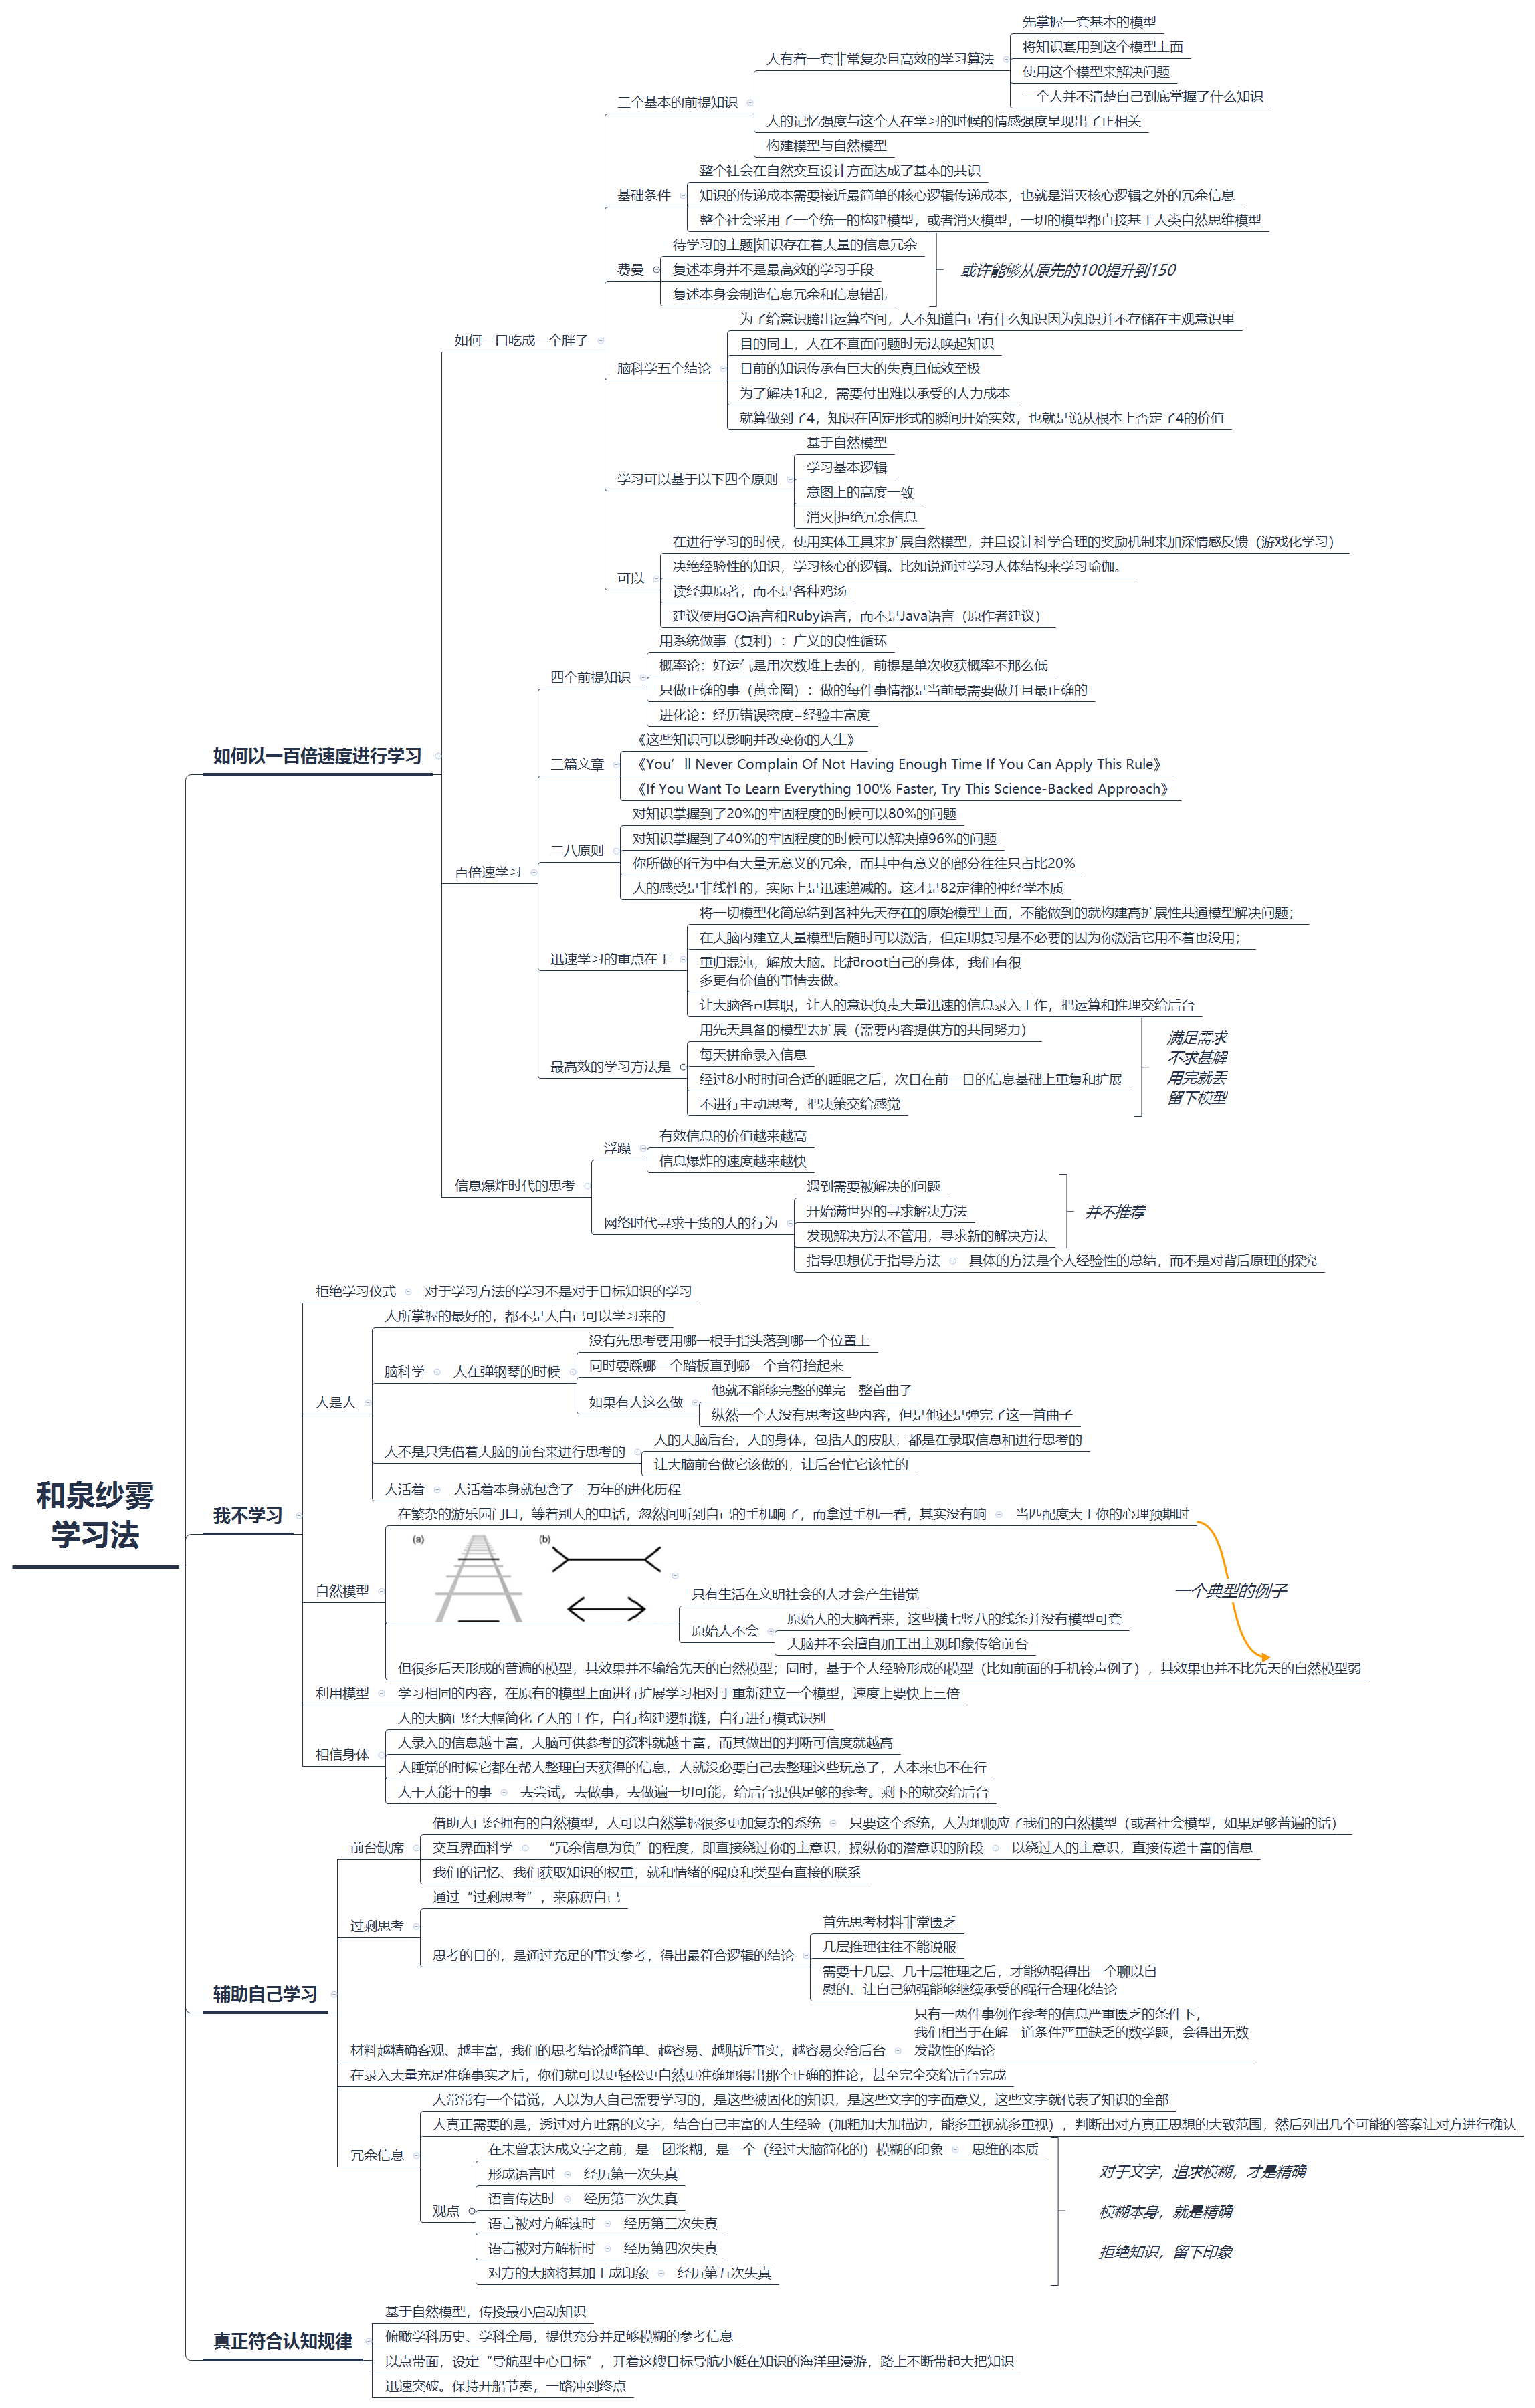 和泉纱雾
学习法
如何以一百倍速度进行学习
如何一口吃成一个胖子
三个基本的前提知识
人有着一套非常复杂且高效的学习算法
先掌握一套基本的模型
将知识套用到这个模型上面
使用这个模型来解决问题
一个人并不清楚自己到底掌握了什么知识
人的记忆强度与这个人在学习的时候的情感强度呈现出了正相关
构建模型与自然模型
基础条件
整个社会在自然交互设计方面达成了基本的共识
知识的传递成本需要接近最简单的核心逻辑传递成本，也就是消灭核心逻辑之外的冗余信息
整个社会采用了一个统一的构建模型，或者消灭模型，一切的模型都直接基于人类自然思维模型
费曼
待学习的主题|知识存在着大量的信息冗余
复述本身并不是最高效的学习手段
复述本身会制造信息冗余和信息错乱
或许能够从原先的100提升到150
脑科学五个结论
为了给意识腾出运算空间，人不知道自己有什么知识因为知识并不存储在主观意识里
目的同上，人在不直面问题时无法唤起知识
目前的知识传承有巨大的失真且低效至极
为了解决1和2，需要付出难以承受的人力成本
就算做到了4，知识在固定形式的瞬间开始实效，也就是说从根本上否定了4的价值
学习可以基于以下四个原则
基于自然模型
学习基本逻辑
意图上的高度一致
消灭|拒绝冗余信息
可以
在进行学习的时候，使用实体工具来扩展自然模型，并且设计科学合理的奖励机制来加深情感反馈（游戏化学习）
决绝经验性的知识，学习核心的逻辑。比如说通过学习人体结构来学习瑜伽。
读经典原著，而不是各种鸡汤
建议使用GO语言和Ruby语言，而不是Java语言（原作者建议）
百倍速学习
四个前提知识
用系统做事（复利）：广义的良性循环
概率论：好运气是用次数堆上去的，前提是单次收获概率不那么低
只做正确的事（黄金圈）：做的每件事情都是当前最需要做并且最正确的
进化论：经历错误密度=经验丰富度
三篇文章
《这些知识可以影响并改变你的人生》
《You’ll Never Complain Of Not Having Enough Time If You Can Apply This Rule》
《If You Want To Learn Everything 100% Faster, Try This Science-Backed Approach》
二八原则
对知识掌握到了20%的牢固程度的时候可以80%的问题
对知识掌握到了40%的牢固程度的时候可以解决掉96%的问题
你所做的行为中有大量无意义的冗余，而其中有意义的部分往往只占比20%
人的感受是非线性的，实际上是迅速递减的。这才是82定律的神经学本质
迅速学习的重点在于
将一切模型化简总结到各种先天存在的原始模型上面，不能做到的就构建高扩展性共通模型解决问题；
在大脑内建立大量模型后随时可以激活，但定期复习是不必要的因为你激活它用不着也没用；
重归混沌，解放大脑。比起root自己的身体，我们有很
多更有价值的事情去做。
让大脑各司其职，让人的意识负责大量迅速的信息录入工作，把运算和推理交给后台
最高效的学习方法是
用先天具备的模型去扩展（需要内容提供方的共同努力）
每天拼命录入信息
经过8小时时间合适的睡眠之后，次日在前一日的信息基础上重复和扩展
不进行主动思考，把决策交给感觉
满足需求
不求甚解
用完就丢
留下模型
信息爆炸时代的思考
浮躁
有效信息的价值越来越高
信息爆炸的速度越来越快
网络时代寻求干货的人的行为
遇到需要被解决的问题
开始满世界的寻求解决方法
发现解决方法不管用，寻求新的解决方法
并不推荐
指导思想优于指导方法
具体的方法是个人经验性的总结，而不是对背后原理的探究
我不学习
拒绝学习仪式
对于学习方法的学习不是对于目标知识的学习
人是人
人所掌握的最好的，都不是人自己可以学习来的
脑科学
人在弹钢琴的时候
没有先思考要用哪一根手指头落到哪一个位置上
同时要踩哪一个踏板直到哪一个音符抬起来
如果有人这么做
他就不能够完整的弹完一整首曲子
纵然一个人没有思考这些内容，但是他还是弹完了这一首曲子
人不是只凭借着大脑的前台来进行思考的
人的大脑后台，人的身体，包括人的皮肤，都是在录取信息和进行思考的
让大脑前台做它该做的，让后台忙它该忙的
人活着
人活着本身就包含了一万年的进化历程
自然模型
在繁杂的游乐园门口，等着别人的电话，忽然间听到自己的手机响了，而拿过手机一看，其实没有响
当匹配度大于你的心理预期时
(a)
(b)
只有生活在文明社会的人才会产生错觉
原始人不会
原始人的大脑看来，这些横七竖八的线条并没有模型可套
大脑并不会擅自加工出主观印象传给前台
一个典型的例子
但很多后天形成的普遍的模型，其效果并不输给先天的自然模型；同时，基于个人经验形成的模型（比如前面的手机铃声例子），其效果也并不比先天的自然模型弱
利用模型
学习相同的内容，在原有的模型上面进行扩展学习相对于重新建立一个模型，速度上要快上三倍
相信身体
人的大脑已经大幅简化了人的工作，自行构建逻辑链，自行进行模式识别
人录入的信息越丰富，大脑可供参考的资料就越丰富，而其做出的判断可信度就越高
人睡觉的时候它都在帮人整理白天获得的信息，人就没必要自己去整理这些玩意了，人本来也不在行
人干人能干的事
去尝试，去做事，去做遍一切可能，给后台提供足够的参考。剩下的就交给后台
辅助自己学习
前台缺席
借助人已经拥有的自然模型，人可以自然掌握很多更加复杂的系统
只要这个系统，人为地顺应了我们的自然模型（或者社会模型，如果足够普遍的话）
交互界面科学
“冗余信息为负”的程度，即直接绕过你的主意识，操纵你的潜意识的阶段
以绕过人的主意识，直接传递丰富的信息
我们的记忆、我们获取知识的权重，就和情绪的强度和类型有直接的联系
过剩思考
通过“过剩思考”，来麻痹自己
思考的目的，是通过充足的事实参考，得出最符合逻辑的结论
首先思考材料非常匮乏
几层推理往往不能说服
需要十几层、几十层推理之后，才能勉强得出一个聊以自
慰的、让自己勉强能够继续承受的强行合理化结论
材料越精确客观、越丰富，我们的思考结论越简单、越容易、越贴近事实，越容易交给后台
只有一两件事例作参考的信息严重匮乏的条件下，
我们相当于在解一道条件严重缺乏的数学题，会得出无数
发散性的结论
在录入大量充足准确事实之后，你们就可以更轻松更自然更准确地得出那个正确的推论，甚至完全交给后台完成
冗余信息
人常常有一个错觉，人以为人自己需要学习的，是这些被固化的知识，是这些文字的字面意义，这些文字就代表了知识的全部
人真正需要的是，透过对方吐露的文字，结合自己丰富的人生经验（加粗加大加描边，能多重视就多重视），判断出对方真正思想的大致范围，然后列出几个可能的答案让对方进行确认
观点
在未曾表达成文字之前，是一团浆糊，是一个（经过大脑简化的）模糊的印象
思维的本质
形成语言时
经历第一次失真
语言传达时
经历第二次失真
语言被对方解读时
经历第三次失真
语言被对方解析时
经历第四次失真
对方的大脑将其加工成印象
经历第五次失真
对于文字，追求模糊，才是精确
模糊本身，就是精确
拒绝知识，留下印象
真正符合认知规律
基于自然模型，传授最小启动知识
俯瞰学科历史、学科全局，提供充分并足够模糊的参考信息
以点带面，设定“导航型中心目标”，开着这艘目标导航小艇在知识的海洋里漫游，路上不断带起大把知识
迅速突破。保持开船节奏，一路冲到终点